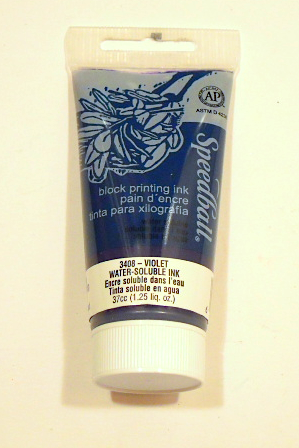 AP
Speedball
block printing ink
pain d'encre
tinta para xilografia
3408 – VIOLET
WATER-SOLUBLE INK
Encre soluble dans l'eau
Tinta soluble en agua
37cc (1.25 liq. oz.)